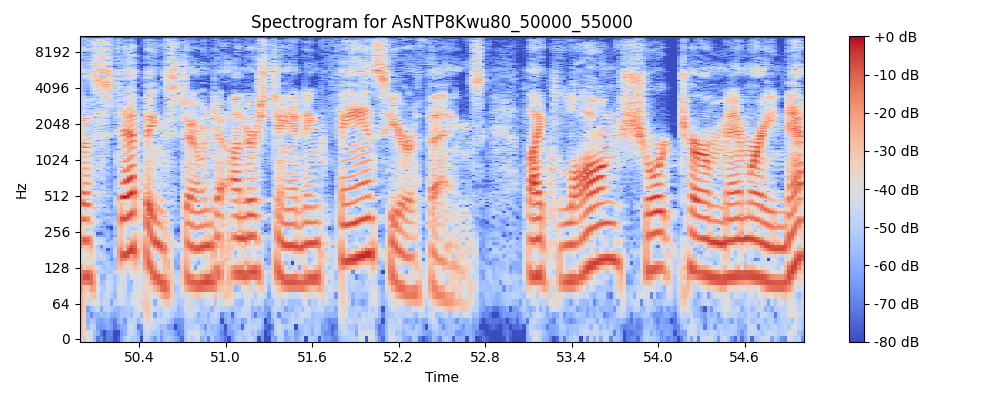 Spectrogram for AsNTP8Kwu80_50000_55000
Hz
8192
4096
2048
1024
512
256
128
64
0
50.4 51.0 51.6 52.2 52.8 53.4 54.0 54.6
Time
+0 dB
-10 dB
-20 dB
-30 dB
-40 dB
-50 dB
-60 dB
-70 dB
-80 dB